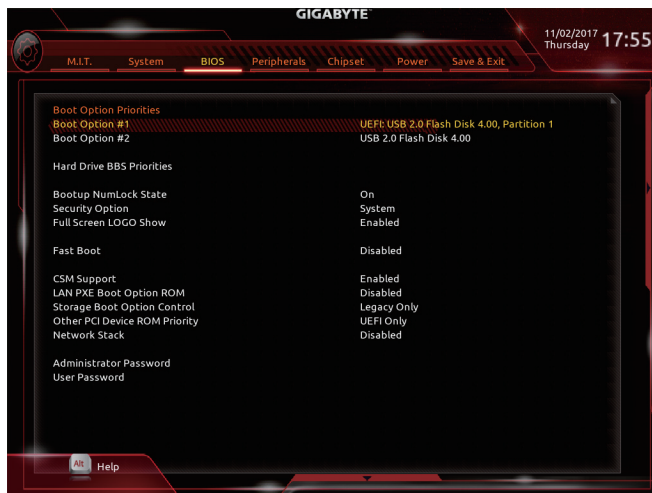 GIGABYTE™
11/02/2017 17:55
Thursday
M.I.T. System BIOS Peripherals Chipset Power Save & Exit
Boot Option Priorities
Boot Option #1 UEFI: USB 2.0 Flash Disk 4.00, Partition 1
Boot Option #2 USB 2.0 Flash Disk 4.00
Hard Drive BBS Priorities
Bootup NumLock State On
Security Option System
Full Screen LOGO Show Enabled
Fast Boot Disabled
CSM Support Enabled
LAN PXE Boot Option ROM Disabled
Storage Boot Option Control Legacy Only
Other PCI Device ROM Priority UEFI Only
Network Stack Disabled
Administrator Password
User Password
Alt Help